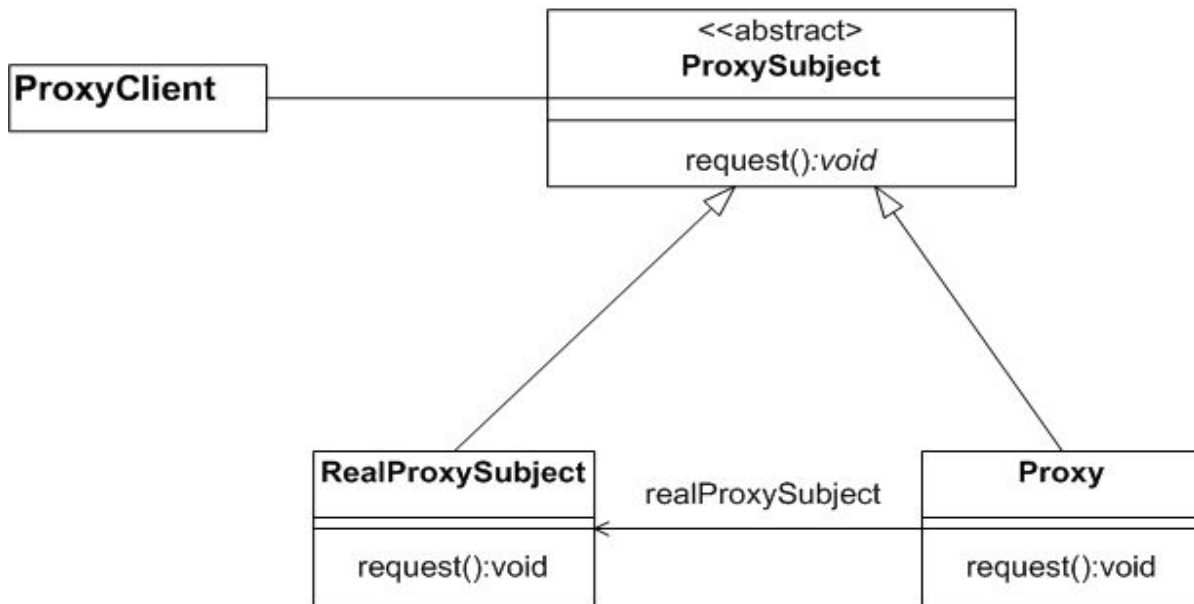 <<abstract>
ProxySubject
ProxyClient
request():void
RealProxySubject
realProxySubject
Proxy
request():void
request():void